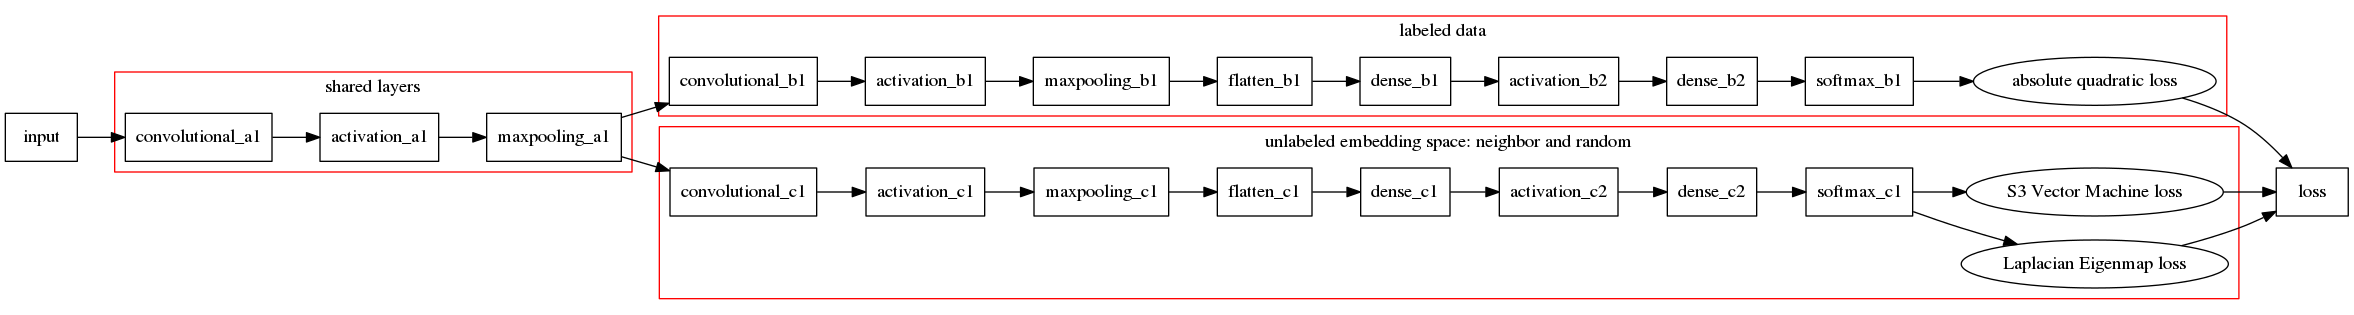 input
shared layers
convolutional_a1
activation_a1
maxpooling_a1
labeled data
convolutional_b1
activation_b1
maxpooling_b1
flatten_b1
dense_b1
activation_b2
dense_b2
softmax_b1
absolute quadratic loss
unlabeled embedding space: neighbor and random
convolutional_c1
activation_c1
maxpooling_c1
flatten_c1
dense_c1
activation_c2
dense_c2
softmax_c1
S3 Vector Machine loss
Laplacian Eigenmap loss
loss